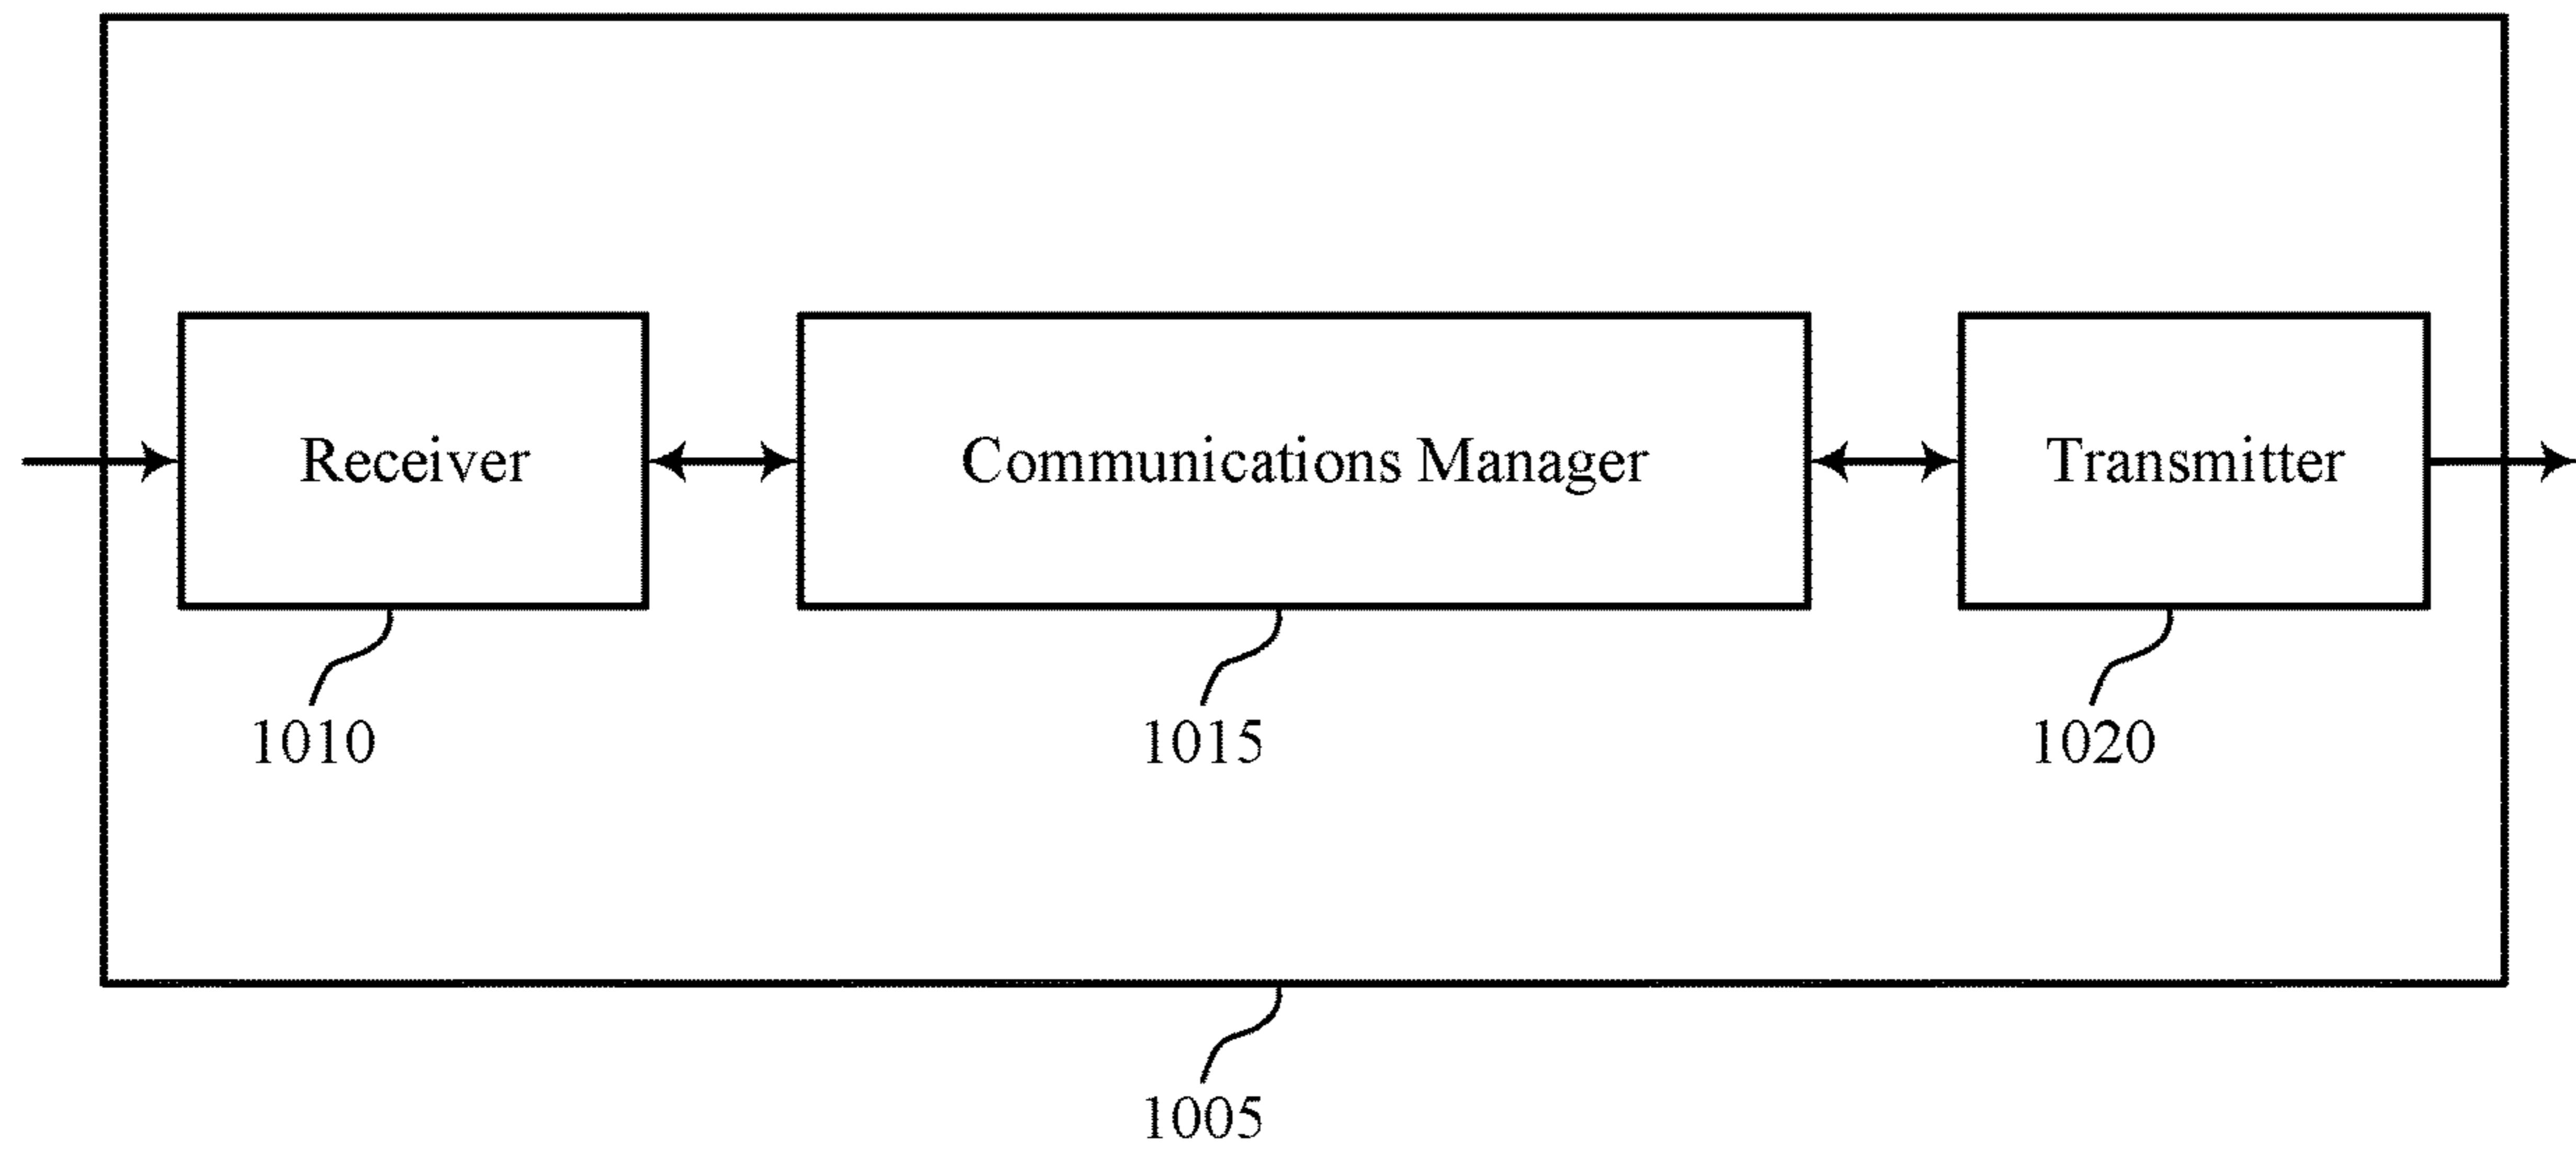 Receiver
Communications Manager
Transmitter
1010
1015
1020
1005